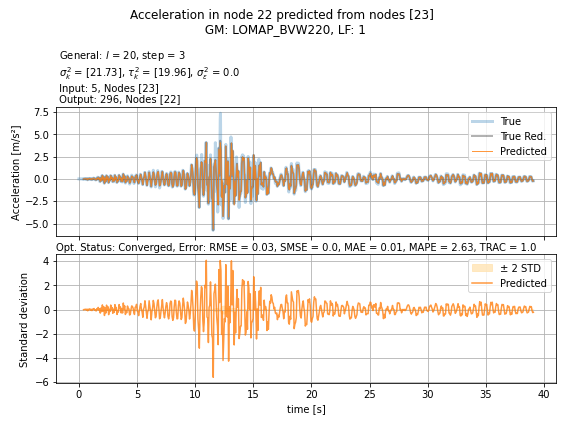 Acceleration in node 22 predicted from nodes [23]
GM: LOMAP_BVW220, LF: 1
General: l = 20, step = 3
σ²ₖ = [21.73], τ²ₖ = [19.96], σ²ε = 0.0
Input: 5, Nodes [23]
Output: 296, Nodes [22]
Acceleration [m/s²]
7.5
5.0
2.5
0.0
−2.5
−5.0
True
True Red.
Predicted
Opt. Status: Converged, Error: RMSE = 0.03, SMSE = 0.0, MAE = 0.01, MAPE = 2.63, TRAC = 1.0
Standard deviation
4
2
0
−2
−4
−6
± 2 STD
Predicted
0 5 10 15 20 25 30 35 40
time [s]